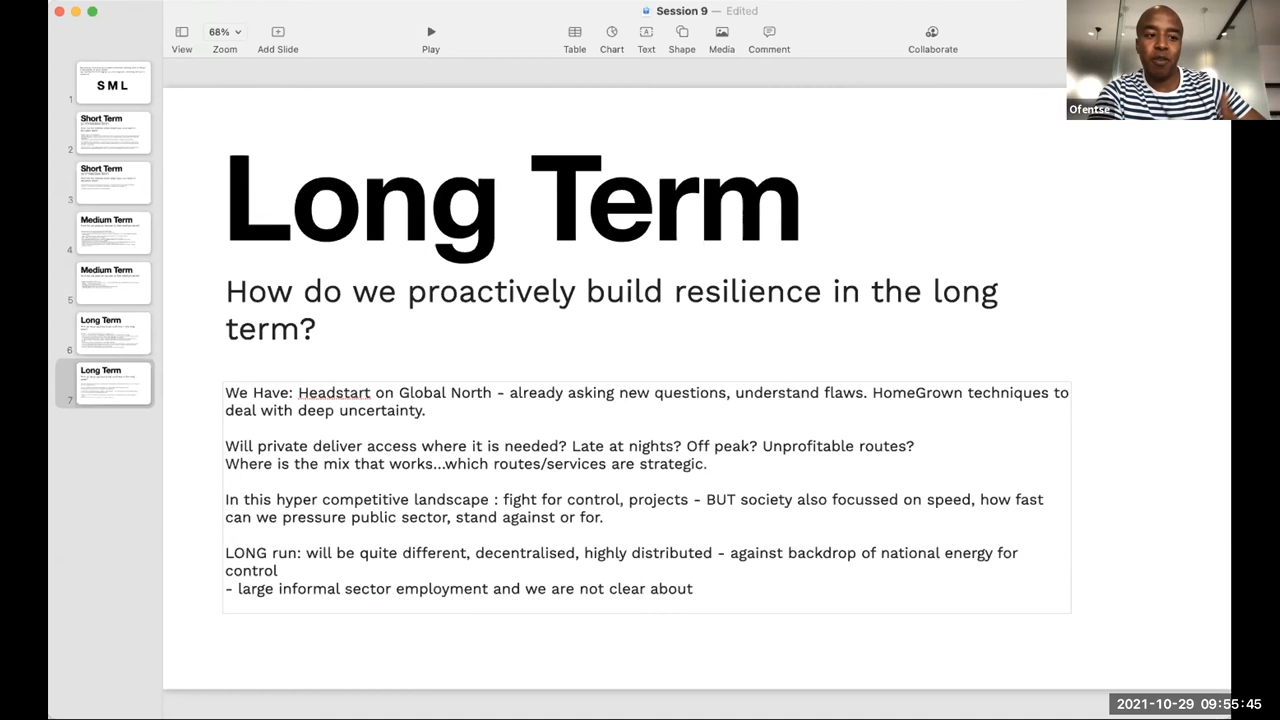 Session 9 — Edited
68%
View
Zoom
Add Slide
Play
Table
Chart
Text
Shape
Media
Comment
Collaborate
Ofentse
1
S M L
2
Short Term
3
Short Term
4
Medium Term
5
Medium Term
6
Long Term
7
Long Term
Long Term
How do we proactively build resilience in the long
term?
We Have: Headstart on Global North - already asking new questions, understand flaws. HomeGrown techniques to
deal with deep uncertainty.
Will private deliver access where it is needed? Late at nights? Off peak? Unprofitable routes?
Where is the mix that works...which routes/services are strategic.
In this hyper competitive landscape : fight for control, projects - BUT society also focussed on speed, how fast
can we pressure public sector, stand against or for.
LONG run: will be quite different, decentralised, highly distributed - against backdrop of national energy for
control
- large informal sector employment and we are not clear about
2021-10-29 09:55:45